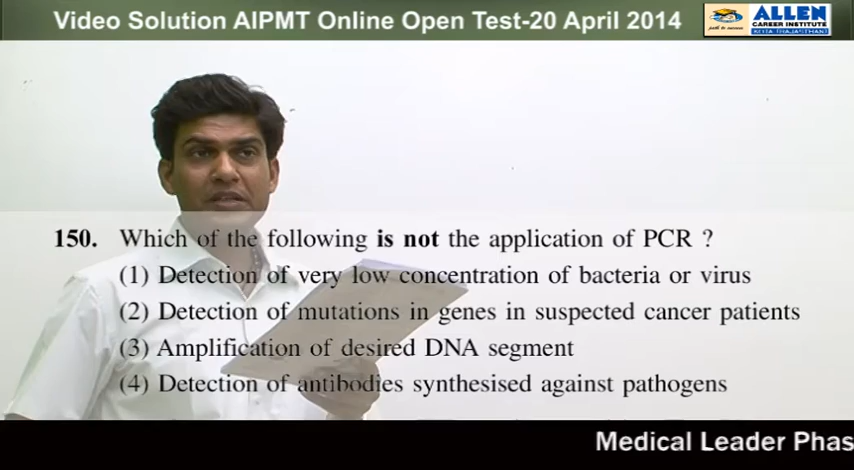 Video Solution AIPMT Online Open Test-20 April 2014
ALLEN
CAREER INSTITUTE
KOTA (RAJASTHAN)
path to success
150. Which of the following is not the application of PCR ?
(1) Detection of very low concentration of bacteria or virus
(2) Detection of mutations in genes in suspected cancer patients
(3) Amplification of desired DNA segment
(4) Detection of antibodies synthesised against pathogens
Medical Leader Phas